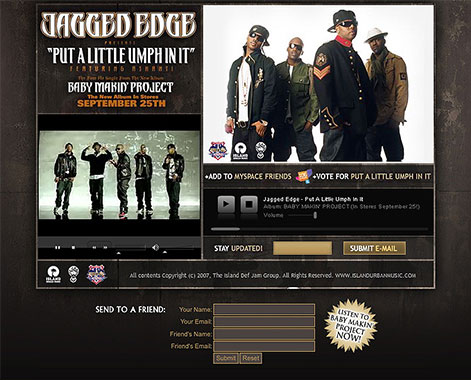 JAGGED EDGE
PRESENTS
"PUT A LITTLE UMPH IN IT"
FEATURING ASHANTI
The First Hit Single From The New Album
BABY MAKIN' PROJECT
The New Album In Stores
SEPTEMBER 25TH
+ADD TO MYSPACE FRIENDS
+VOTE FOR PUT A LITTLE UMPH IN IT
Jagged Edge - Put A Little Umph In It
Album: BABY MAKIN' PROJECT (In Stores September 25!)
Volume
STAY UPDATED!
SUBMIT E-MAIL
ISLAND
All contents Copyright (c) 2007, The Island Def Jam Group. All Rights Reserved. WWW.ISLANDURBANMUSIC.COM
SEND TO A FRIEND:
Your Name:
Your Email:
Friend's Name:
Friend's Email:
Submit Reset
LISTEN TO
BABY MAKIN'
PROJECT
NOW!